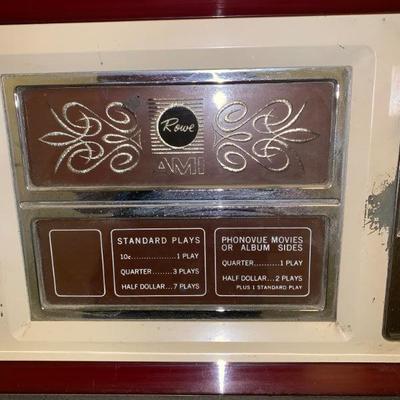 Rowe
AMI
STANDARD PLAYS
10¢..................1 PLAY
QUARTER.......3 PLAYS
HALF DOLLAR...7 PLAYS
PHONOVUE MOVIES
OR ALBUM SIDES
QUARTER..........1 PLAY
HALF DOLLAR...2 PLAYS
PLUS 1 STANDARD PLAY